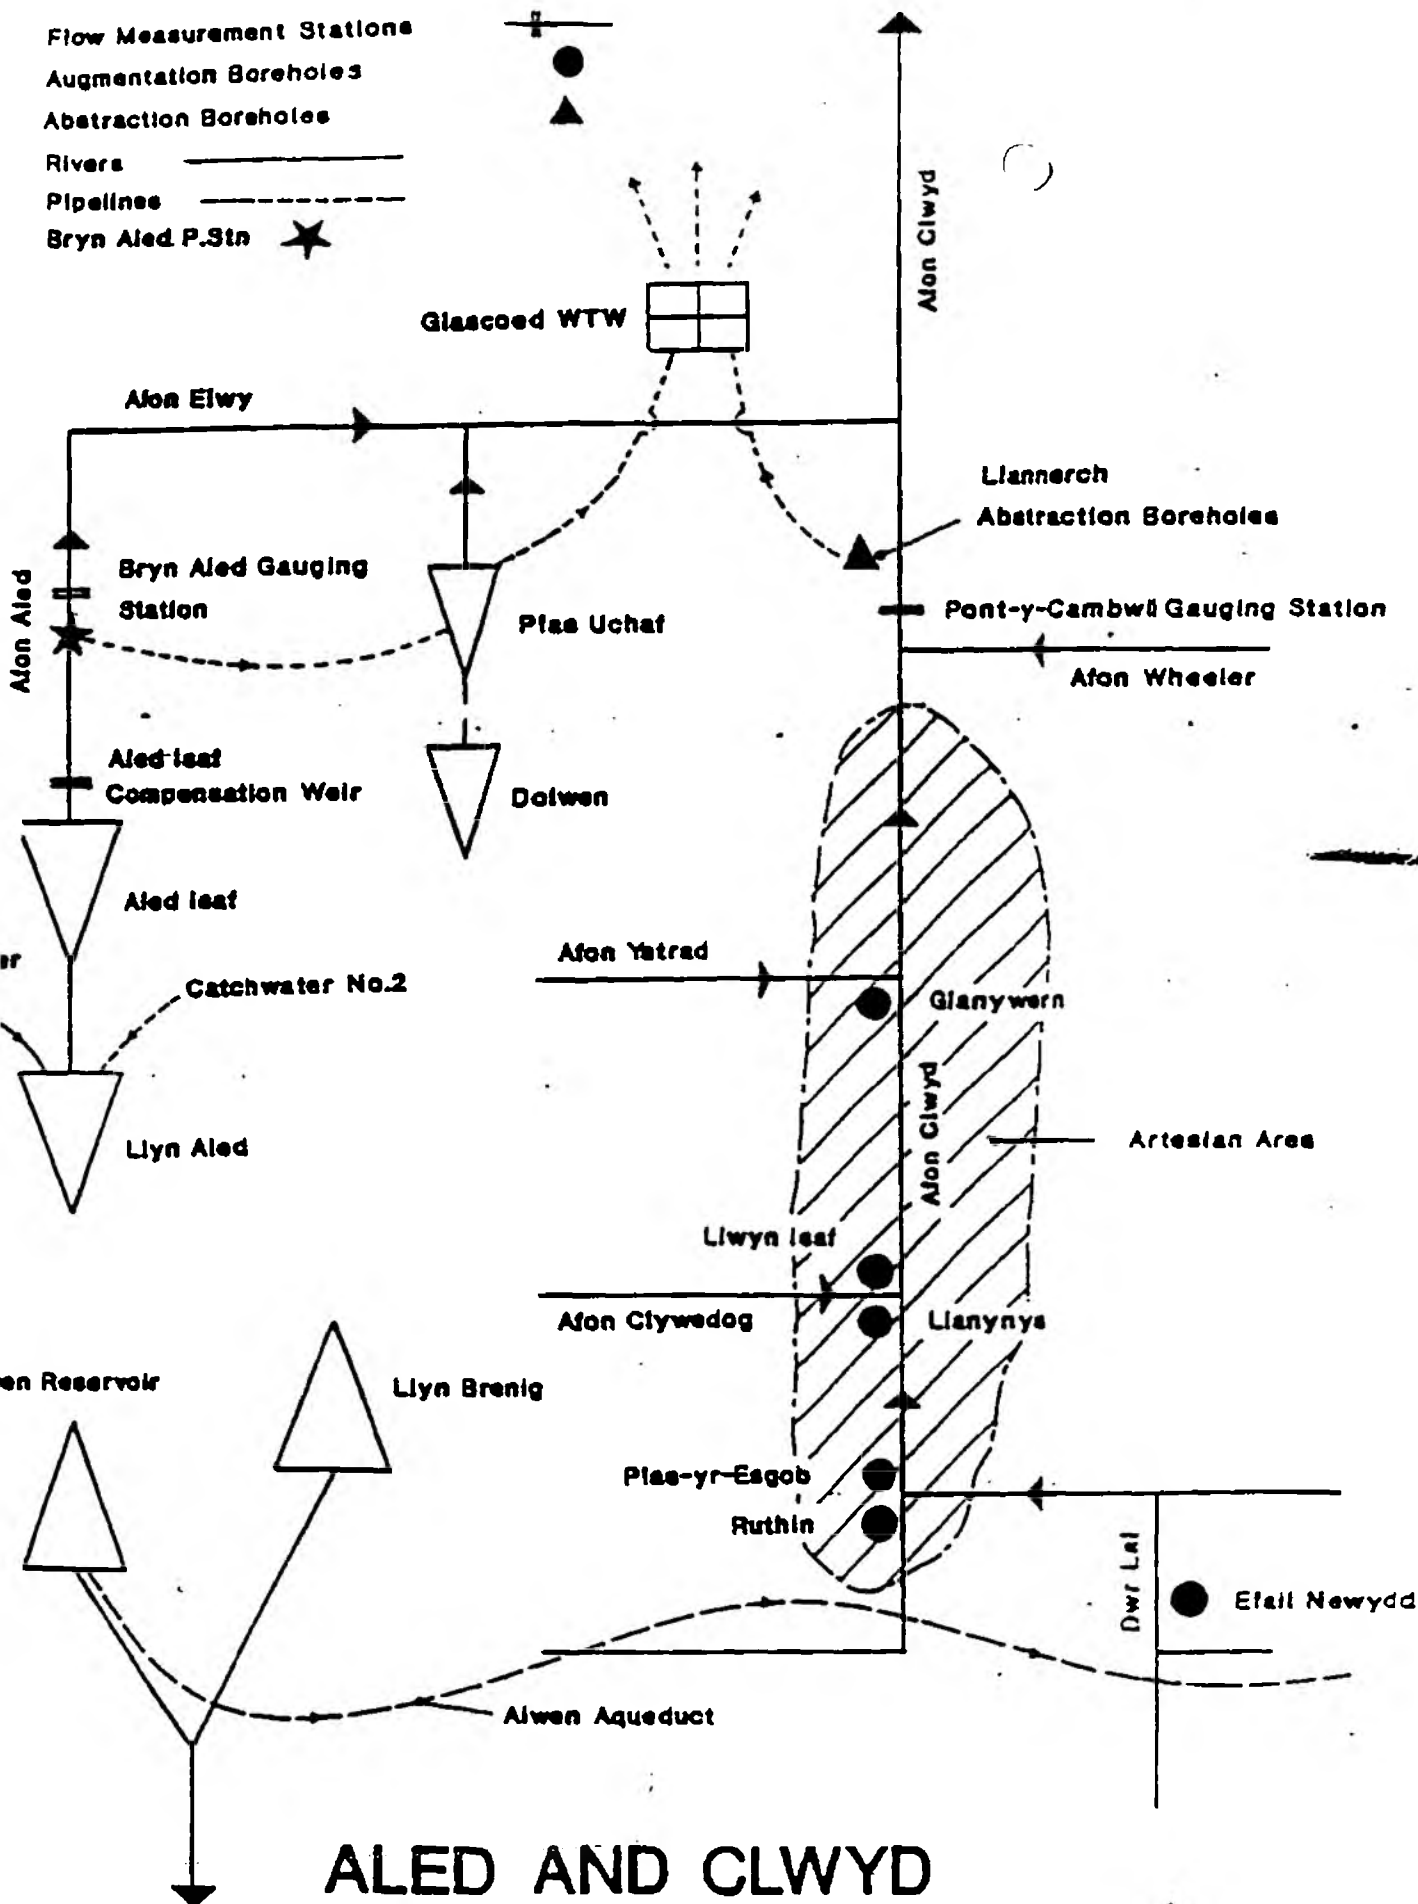 Flow Measurement Stations
Augmentation Boreholes
Abstraction Boreholes
Rivers
Pipelines
Bryn Aled P.Stn
Afon Clwyd
Glascoed WTW
Afon Elwy
Llannerch
Abstraction Boreholes
Bryn Aled Gauging
Station
Afon Aled
Plas Uchaf
Pont-y-Cambwll Gauging Station
Afon Wheeler
Aled Isaf
Compensation Weir
Dolwen
Aled Isaf
er
Afon Ystrad
Catchwater No.2
Glanywern
Afon Clwyd
Llyn Aled
Artesian Area
Llwyn Isaf
Afon Clywedog
Llanynys
en Reservoir
Llyn Brenig
Plas-yr-Esgob
Ruthin
Dwr Lal
Efail Newydd
Alwen Aqueduct
ALED AND CLWYD